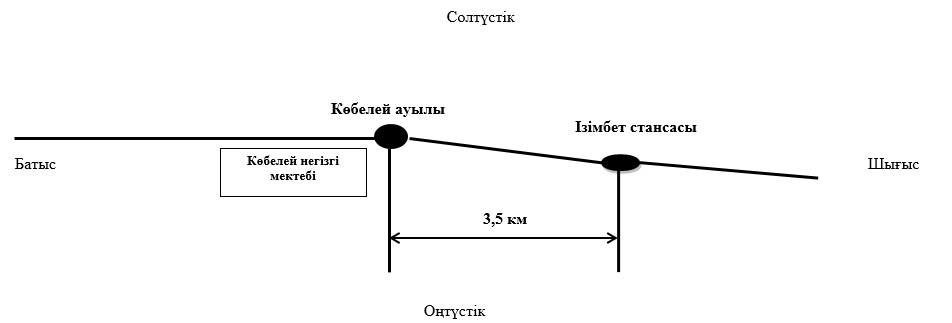 Солтүстік
Көбелей ауылы
Ізімбет стансасы
Батыс
Көбелей негізгі
мектебі
Шығыс
3,5 км
Оңтүстік